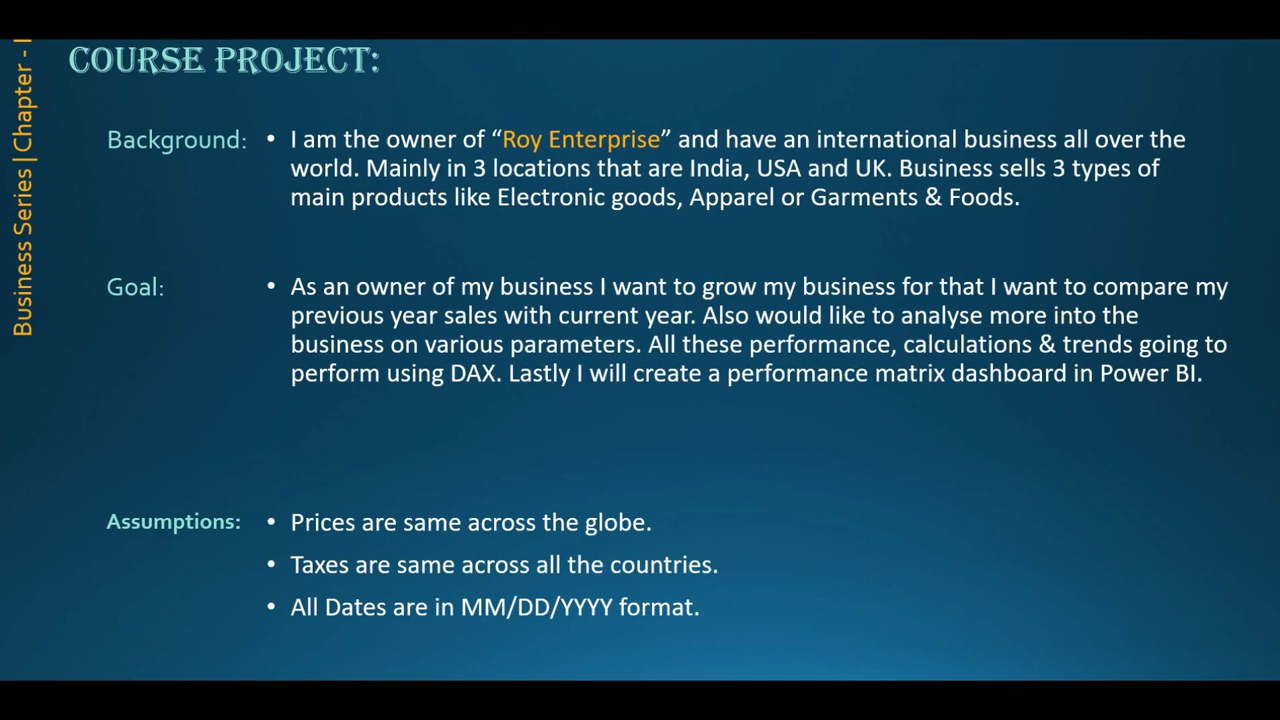 COURSE PROJECT:
Business Series | Chapter - I
Background: • I am the owner of “Roy Enterprise” and have an international business all over the
world. Mainly in 3 locations that are India, USA and UK. Business sells 3 types of
main products like Electronic goods, Apparel or Garments & Foods.
Goal: • As an owner of my business I want to grow my business for that I want to compare my
previous year sales with current year. Also would like to analyse more into the
business on various parameters. All these performance, calculations & trends going to
perform using DAX. Lastly I will create a performance matrix dashboard in Power BI.
Assumptions: • Prices are same across the globe.
• Taxes are same across all the countries.
• All Dates are in MM/DD/YYYY format.